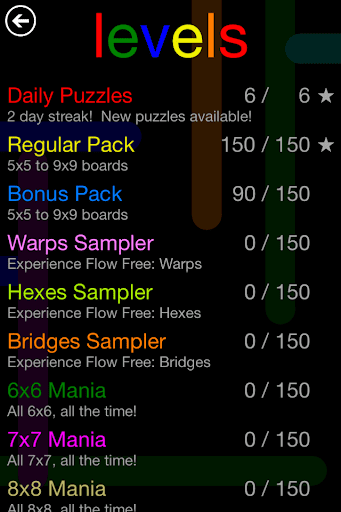 levels
Daily Puzzles 6 / 6 ★
2 day streak! New puzzles available!
Regular Pack 150 / 150 ★
5x5 to 9x9 boards
Bonus Pack 90 / 150
5x5 to 9x9 boards
Warps Sampler 0 / 150
Experience Flow Free: Warps
Hexes Sampler 0 / 150
Experience Flow Free: Hexes
Bridges Sampler 0 / 150
Experience Flow Free: Bridges
6x6 Mania 0 / 150
All 6x6, all the time!
7x7 Mania 0 / 150
All 7x7, all the time!
8x8 Mania 0 / 150
All 8x8, all the time!